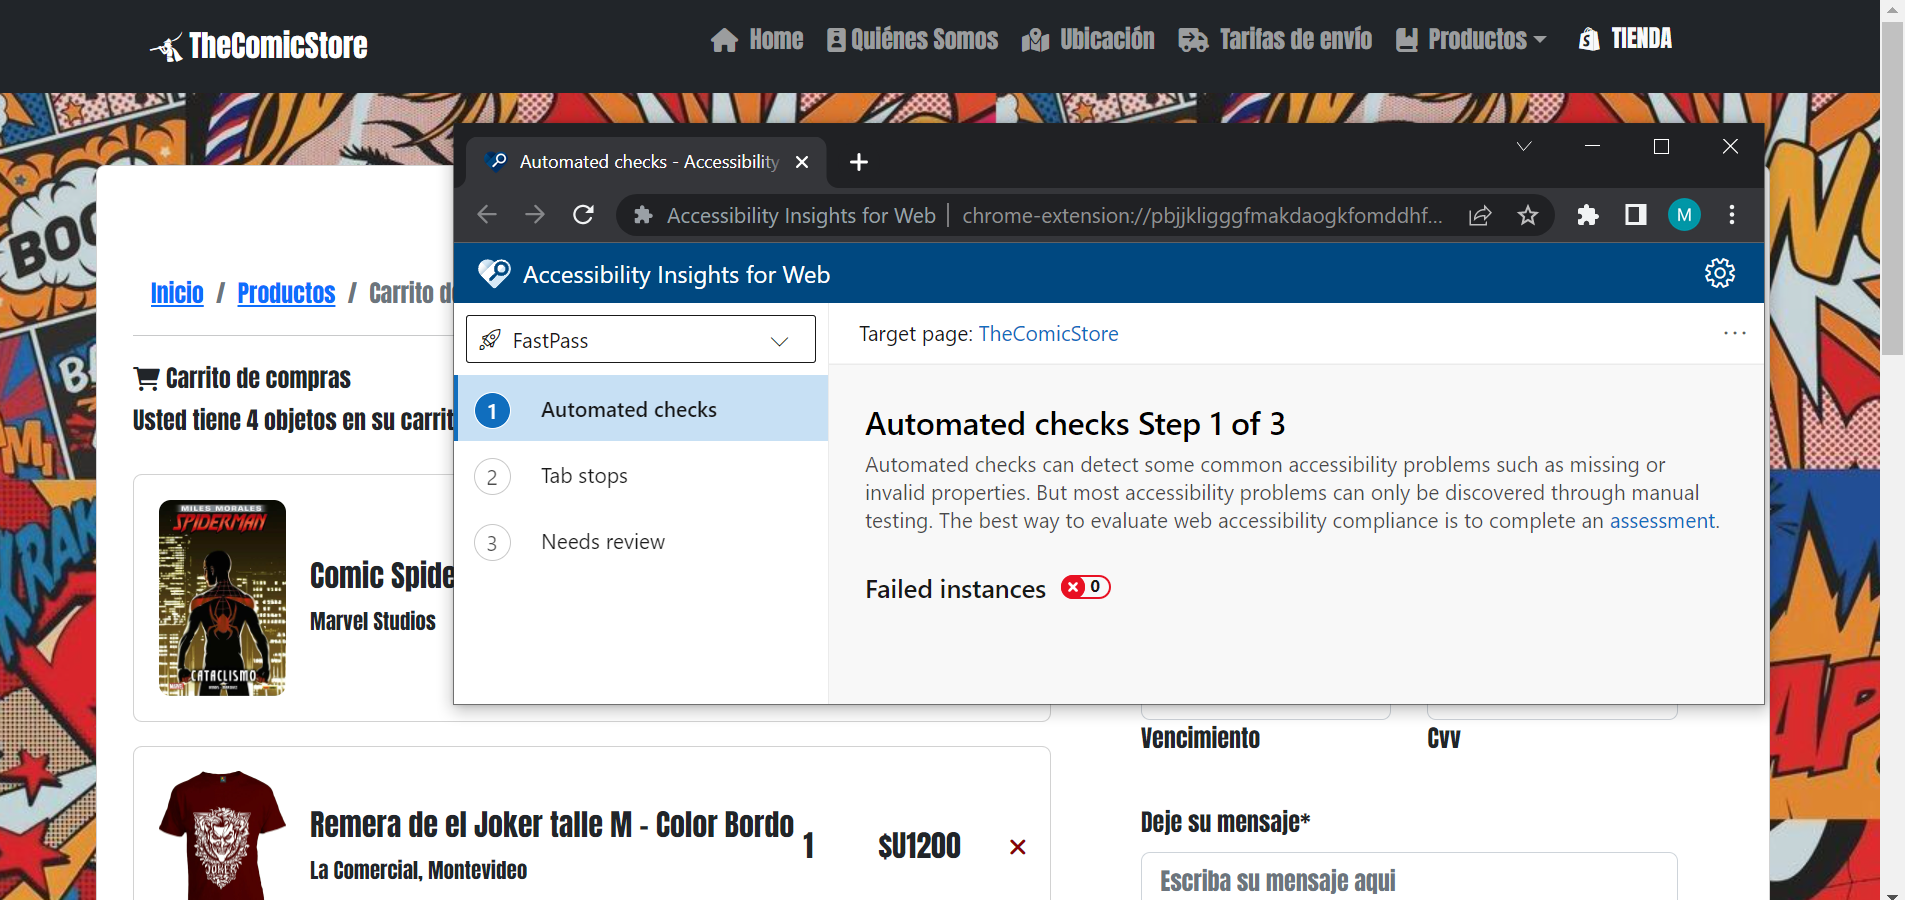 TheComicStore
Home
Quiénes Somos
Ubicación
Tarifas de envío
Productos
TIENDA
Automated checks - Accessibility
Accessibility Insights for Web
chrome-extension://pbjjkligggfmakdaogkfomddhf...
M
Accessibility Insights for Web
FastPass
Target page: TheComicStore
1 Automated checks
2 Tab stops
3 Needs review
Automated checks Step 1 of 3
Automated checks can detect some common accessibility problems such as missing or
invalid properties. But most accessibility problems can only be discovered through manual
testing. The best way to evaluate web accessibility compliance is to complete an assessment.
Failed instances 0
Inicio / Productos / Carrito d
Carrito de compras
Usted tiene 4 objetos en su carrit
MILES MORALES
SPIDERMAN
CATACLISMO
Comic Spide
Marvel Studios
Vencimiento
Cvv
Remera de el Joker talle M - Color Bordo
La Comercial, Montevideo
1
$U1200
JOKER
Deje su mensaje*
Escriba su mensaje aqui